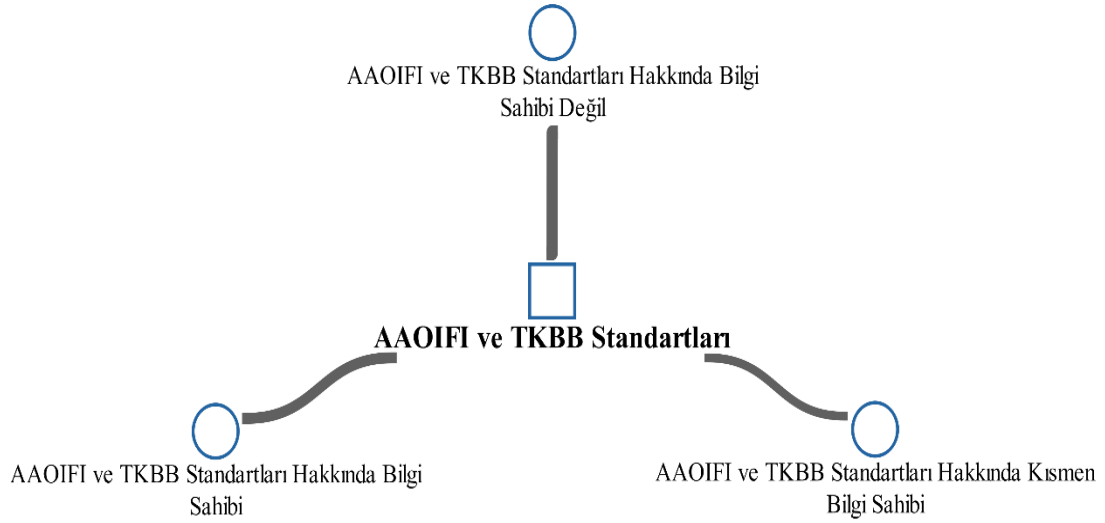 AAOIFI ve TKBB Standartları Hakkında Bilgi
Sahibi Değil
AAOIFI ve TKBB Standartları
AAOIFI ve TKBB Standartları Hakkında Bilgi
Sahibi
AAOIFI ve TKBB Standartları Hakkında Kısmen
Bilgi Sahibi